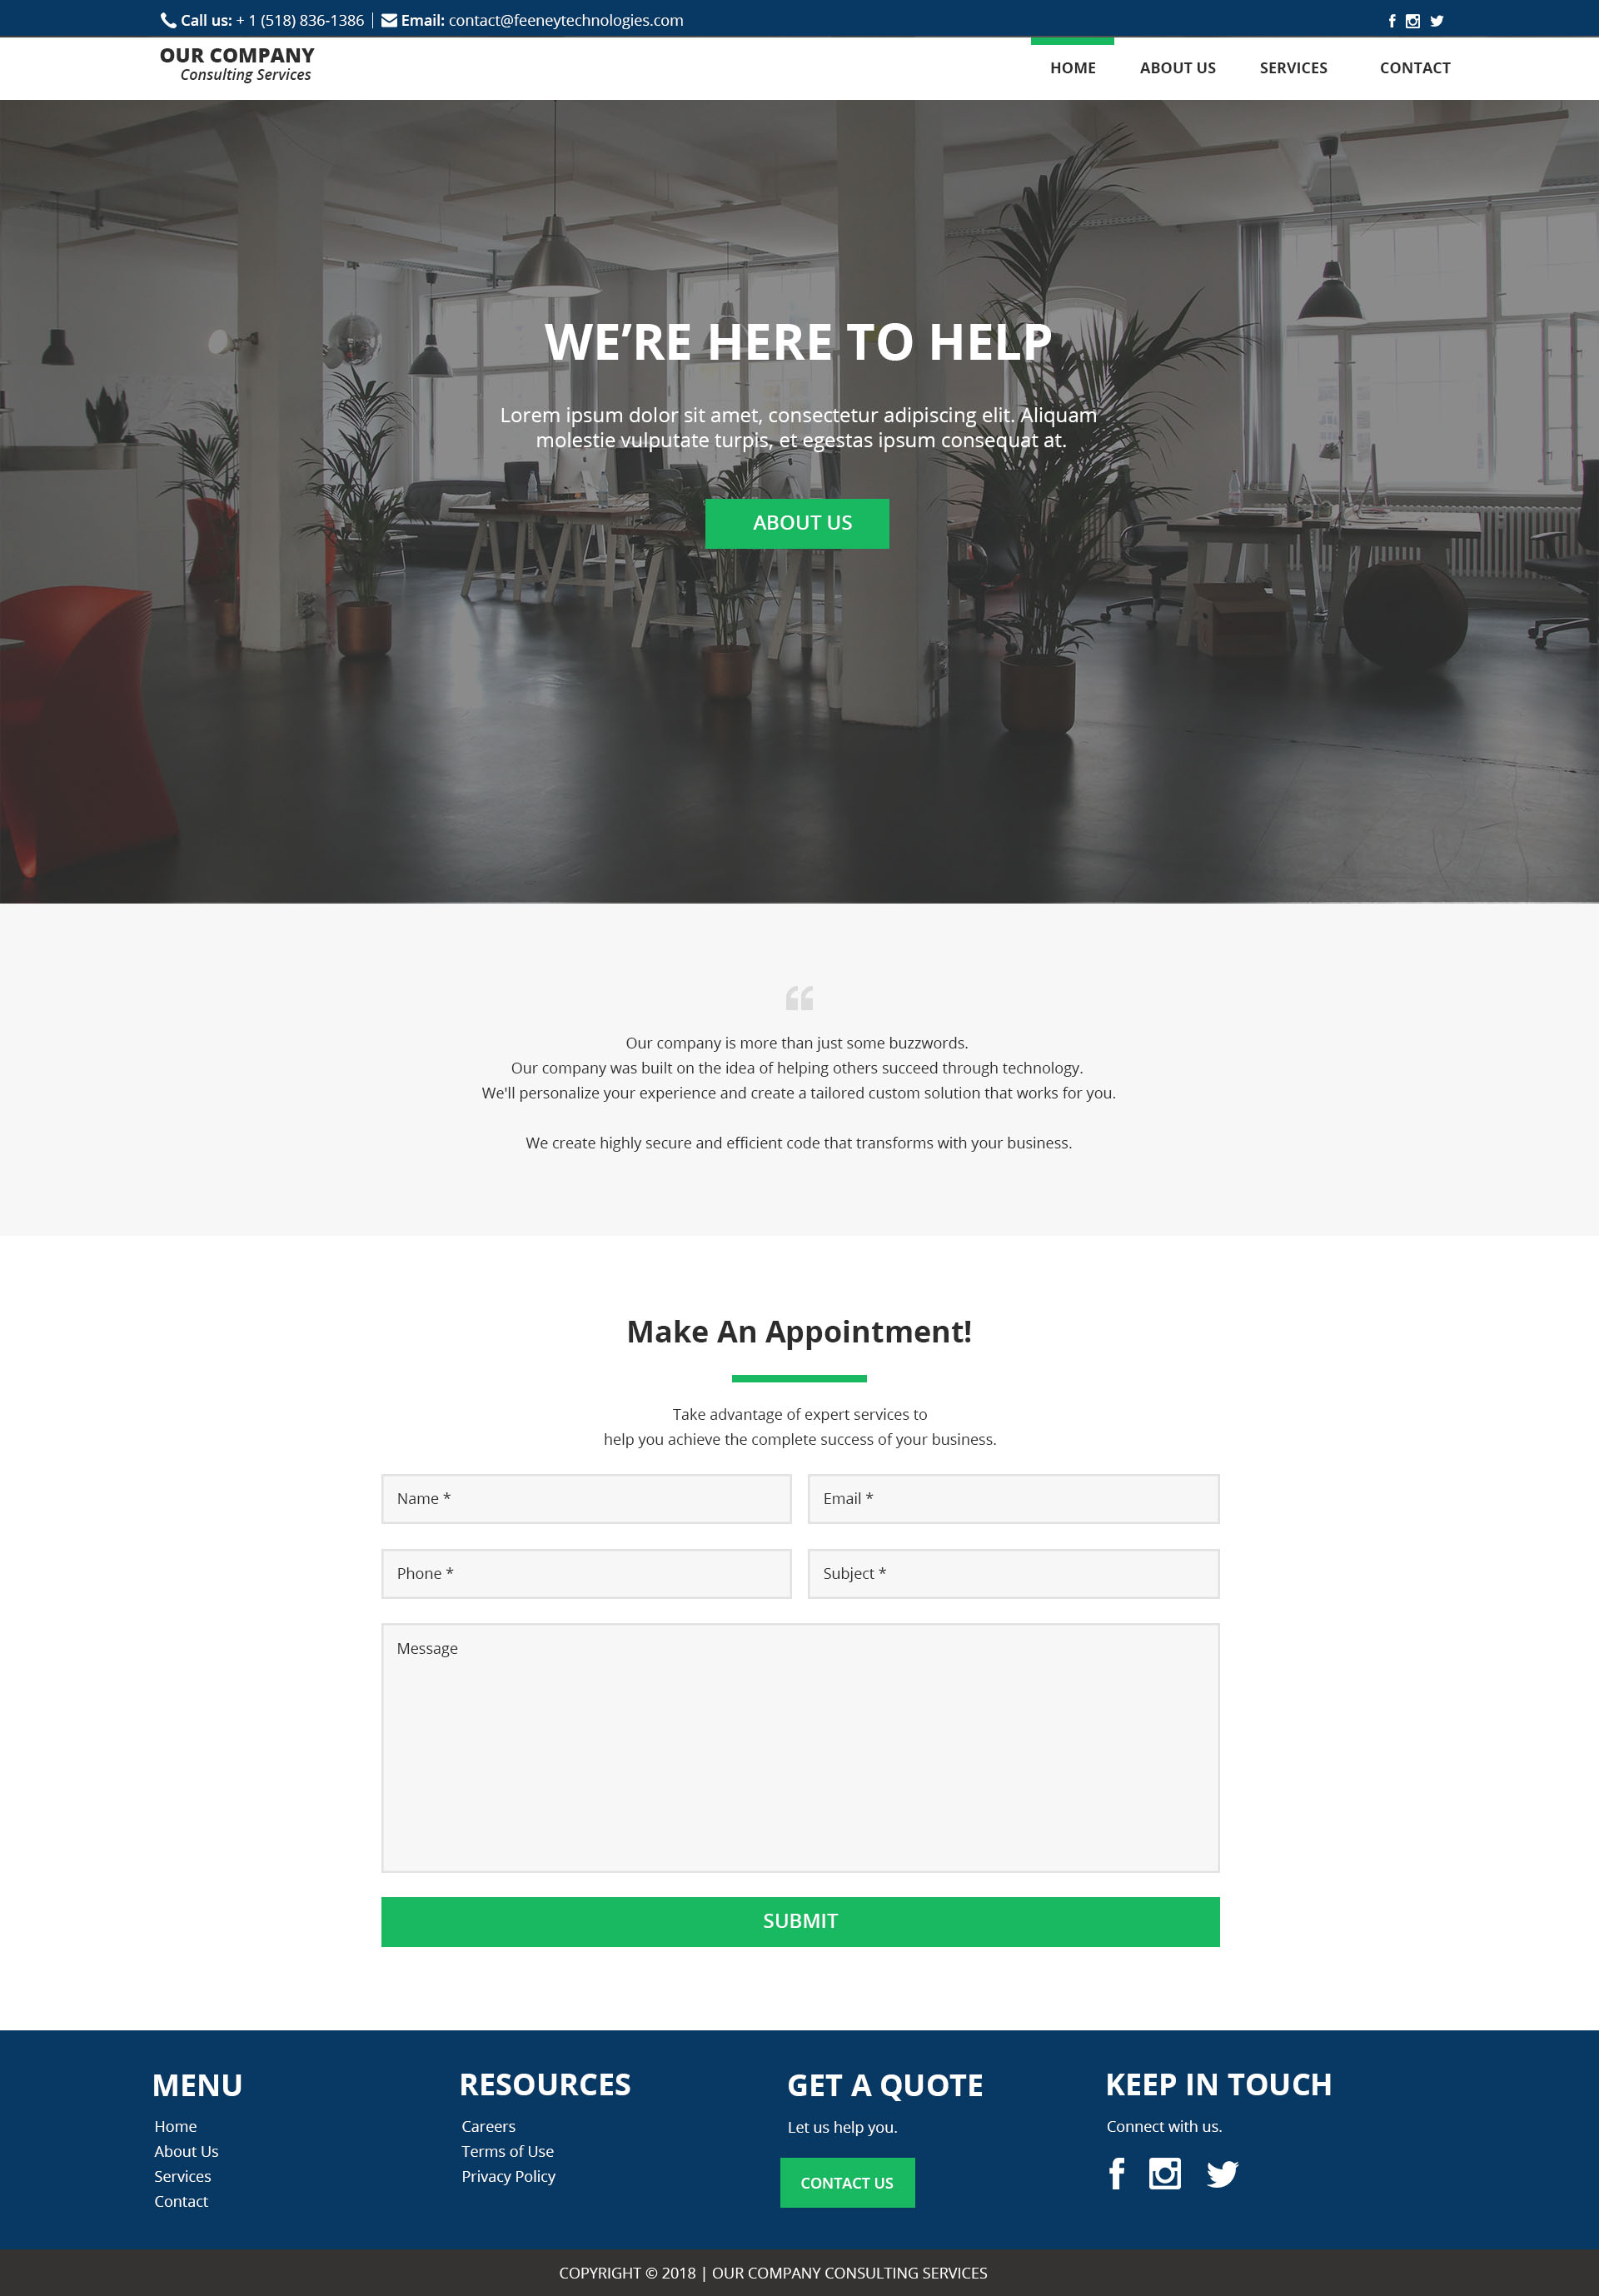 Call us: + 1 (518) 836-1386 | Email: contact@feeneytechnologies.com
OUR COMPANY
Consulting Services
HOME ABOUT US SERVICES CONTACT
WE’RE HERE TO HELP
Lorem ipsum dolor sit amet, consectetur adipiscing elit. Aliquam
molestie vulputate turpis, et egestas ipsum consequat at.
ABOUT US
“
Our company is more than just some buzzwords.
Our company was built on the idea of helping others succeed through technology.
We'll personalize your experience and create a tailored custom solution that works for you.
We create highly secure and efficient code that transforms with your business.
Make An Appointment!
Take advantage of expert services to
help you achieve the complete success of your business.
Name * Email *
Phone * Subject *
Message
SUBMIT
MENU
Home
About Us
Services
Contact
RESOURCES
Careers
Terms of Use
Privacy Policy
GET A QUOTE
Let us help you.
CONTACT US
KEEP IN TOUCH
Connect with us.
COPYRIGHT © 2018 | OUR COMPANY CONSULTING SERVICES